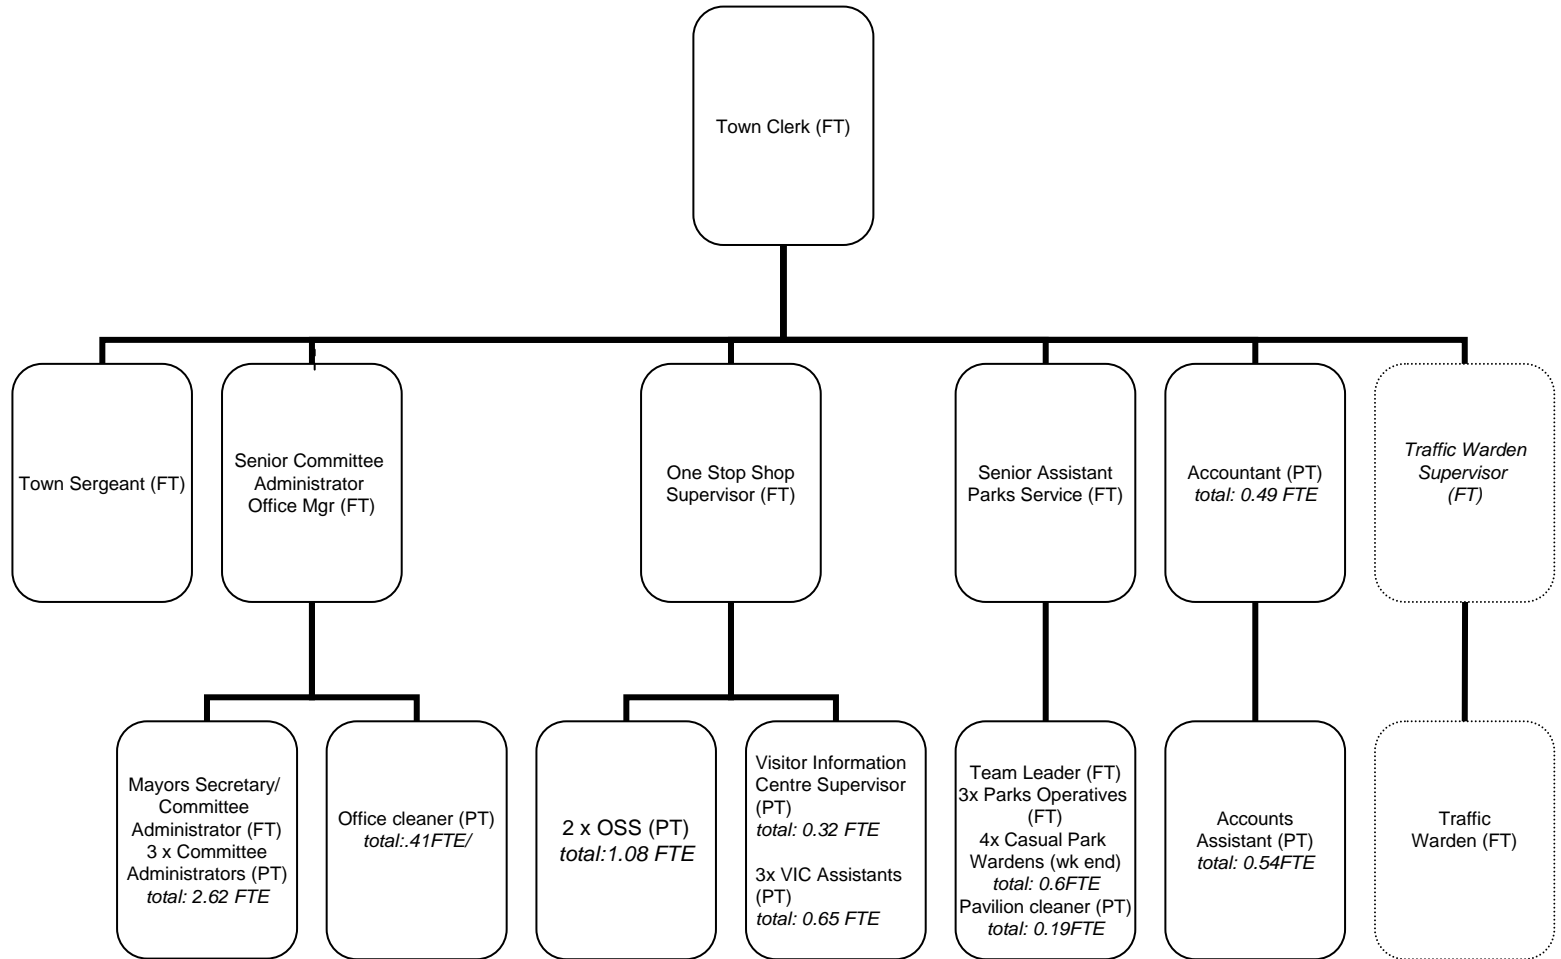 Town Clerk (FT)
Town Sergeant (FT)
Senior Committee
Administrator
Office Mgr (FT)
One Stop Shop
Supervisor (FT)
Senior Assistant
Parks Service (FT)
Accountant (PT)
total: 0.49 FTE
Traffic Warden
Supervisor
(FT)
Mayors Secretary/
Committee
Administrator (FT)
3 x Committee
Administrators (PT)
total: 2.62 FTE
Office cleaner (PT)
total:.41FTE/
2 x OSS (PT)
total:1.08 FTE
Visitor Information
Centre Supervisor
(PT)
total: 0.32 FTE
3x VIC Assistants
(PT)
total: 0.65 FTE
Team Leader (FT)
3x Parks Operatives
(FT)
4x Casual Park
Wardens (wk end)
total: 0.6FTE
Pavilion cleaner (PT)
total: 0.19FTE
Accounts
Assistant (PT)
total: 0.54FTE
Traffic
Warden (FT)